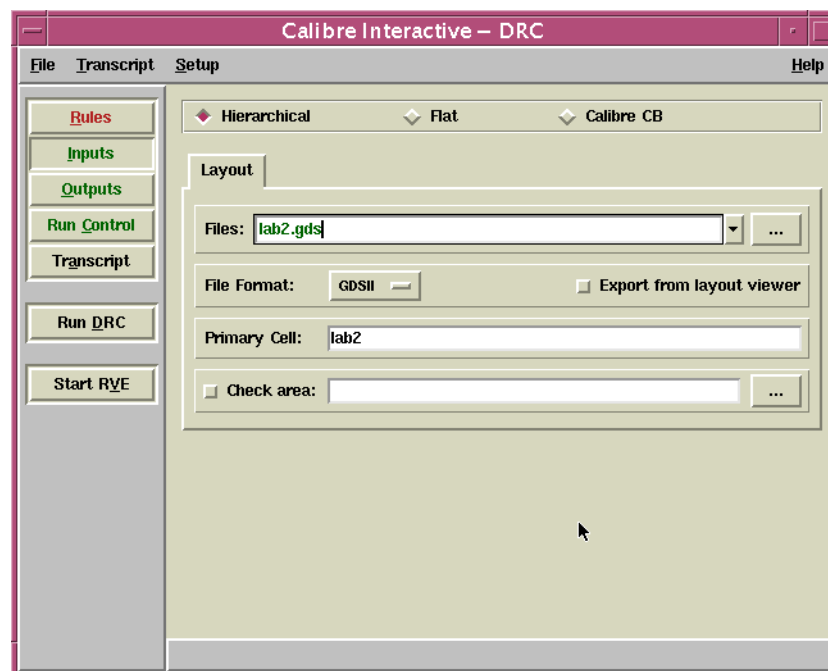 Calibre Interactive – DRC
File Transcript Setup Help
Rules
Inputs
Outputs
Run Control
Transcript
Run DRC
Start RVE
Hierarchical Flat Calibre CB
Layout
Files: lab2.gds ...
File Format: GDSII Export from layout viewer
Primary Cell: lab2
Check area: ...